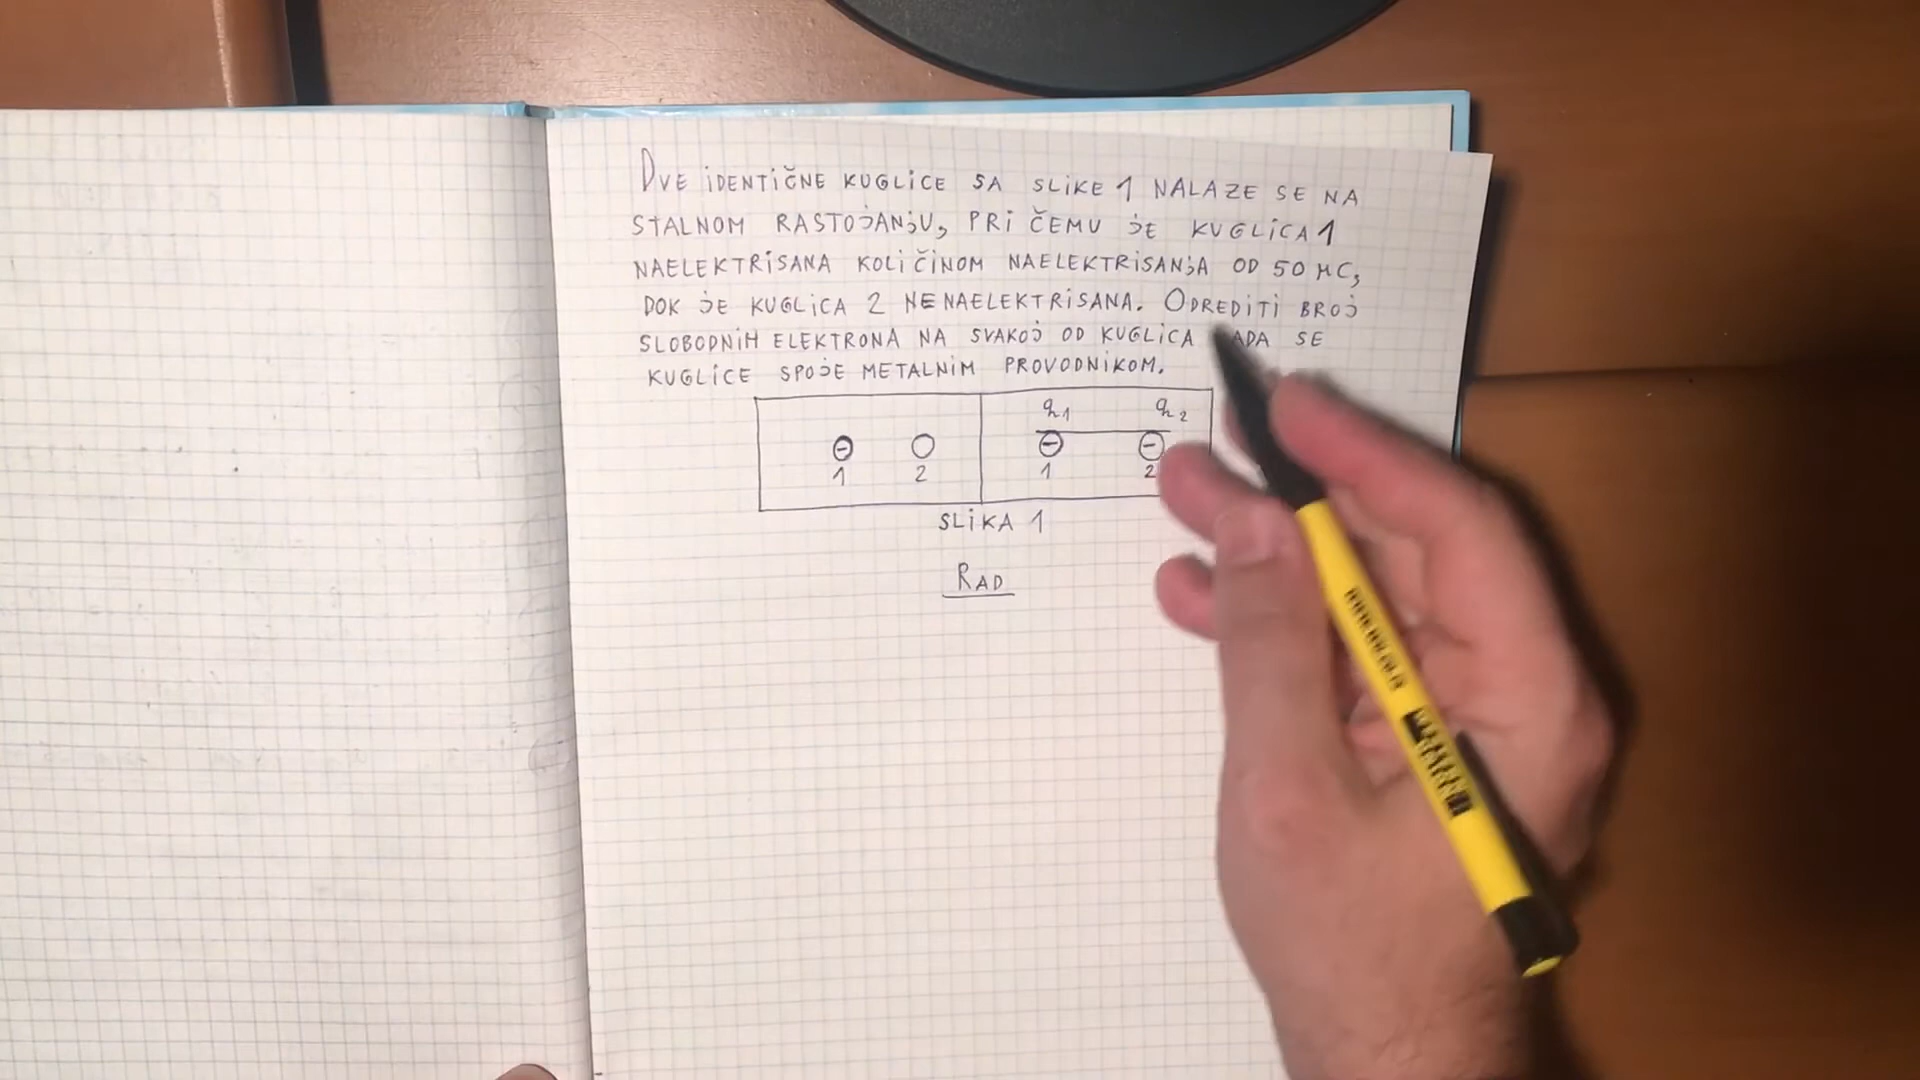 Dve identične kuglice sa slike 1 nalaze se na
stalnom rastojanju, pri čemu je kuglica 1
naelektrisana količinom naelektrisanja od 50 μC,
dok je kuglica 2 nenaelektrisana. Odrediti broj
slobodnih elektrona na svakoj od kuglica se
kuglice spoje metalnim provodnikom.
q1 q2
1 2 1 2
Slika 1
Rad